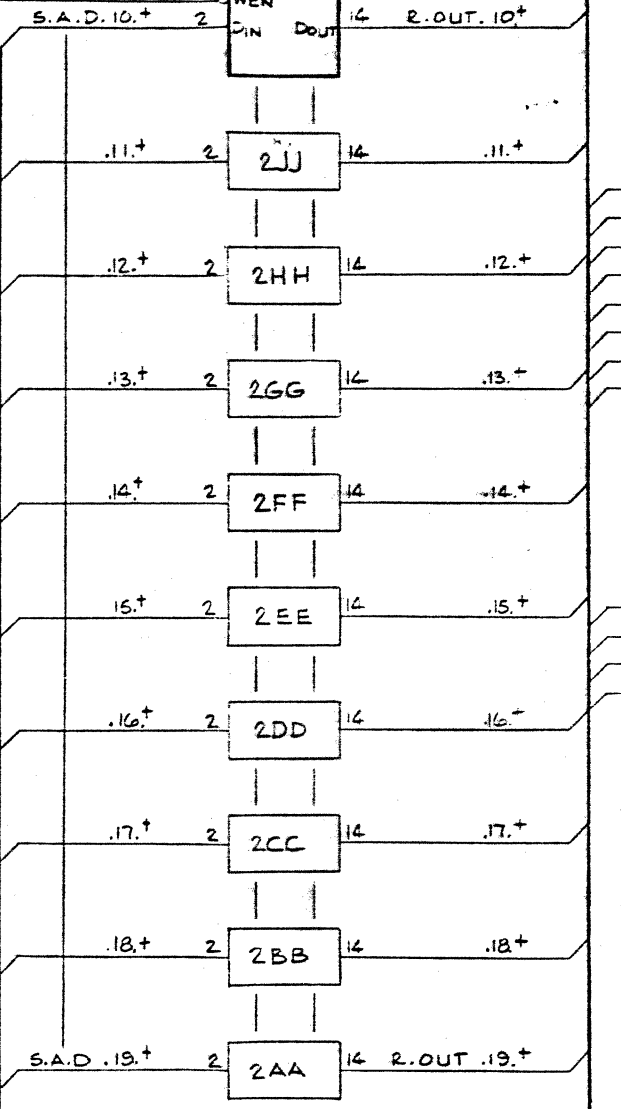 WEN
S.A.D. 10.+ 2 DIN DOUT 14 R.OUT. 10+
.11.+ 2 2JJ 14 .11.+
.12.+ 2 2HH 14 .12.+
.13.+ 2 2GG 14 .13.+
.14+ 2 2FF 14 .14.+
15.+ 2 2EE 14 .15.+
.16.+ 2 2DD 14 .16.+
.17.+ 2 2CC 14 .17.+
.18.+ 2 2BB 14 .18+
S.A.D .19.+ 2 2AA 14 R.OUT .19.+